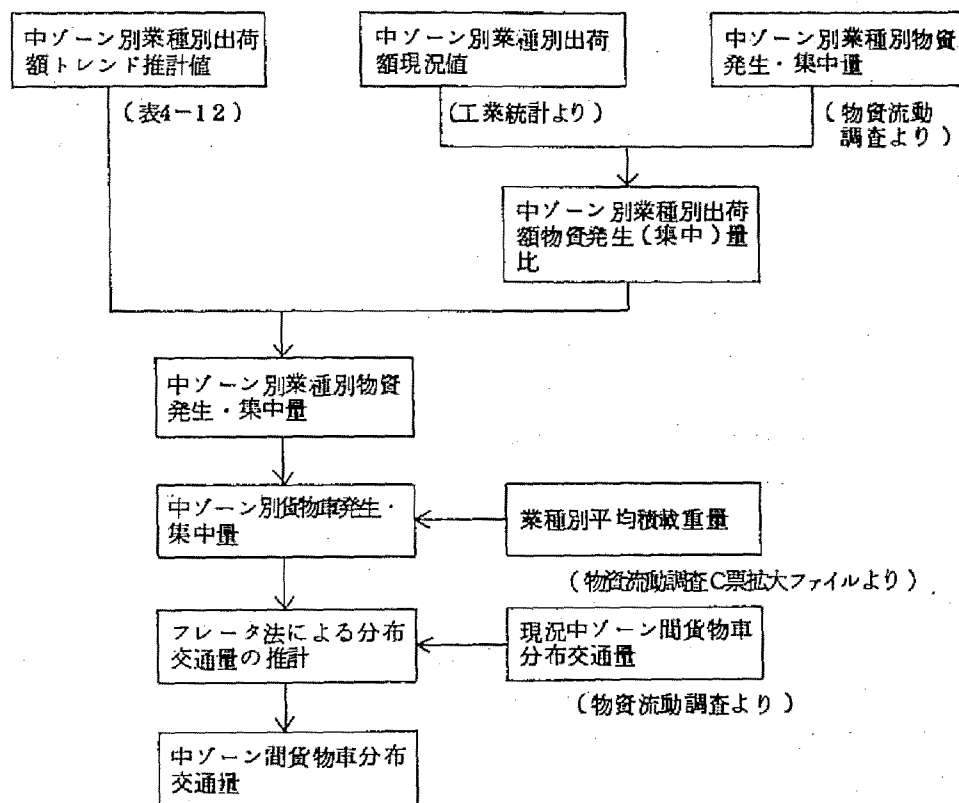 中ゾーン別業種別出荷
額トレンド推計値
(表4-12)
中ゾーン別業種別出荷
額現況値
(工業統計より)
中ゾーン別業種別物資
発生・集中量
(物資流動
調査より)
中ゾーン別業種別出荷
額物資発生(集中)量
比
中ゾーン別業種別物資
発生・集中量
中ゾーン別貨物車発生・
集中量
業種別平均積載重量
(物資流動調査C票拡大ファイルより)
フレータ法による分布
交通量の推計
現況中ゾーン間貨物車
分布交通量
(物資流動調査より)
中ゾーン間貨物車分布
交通量